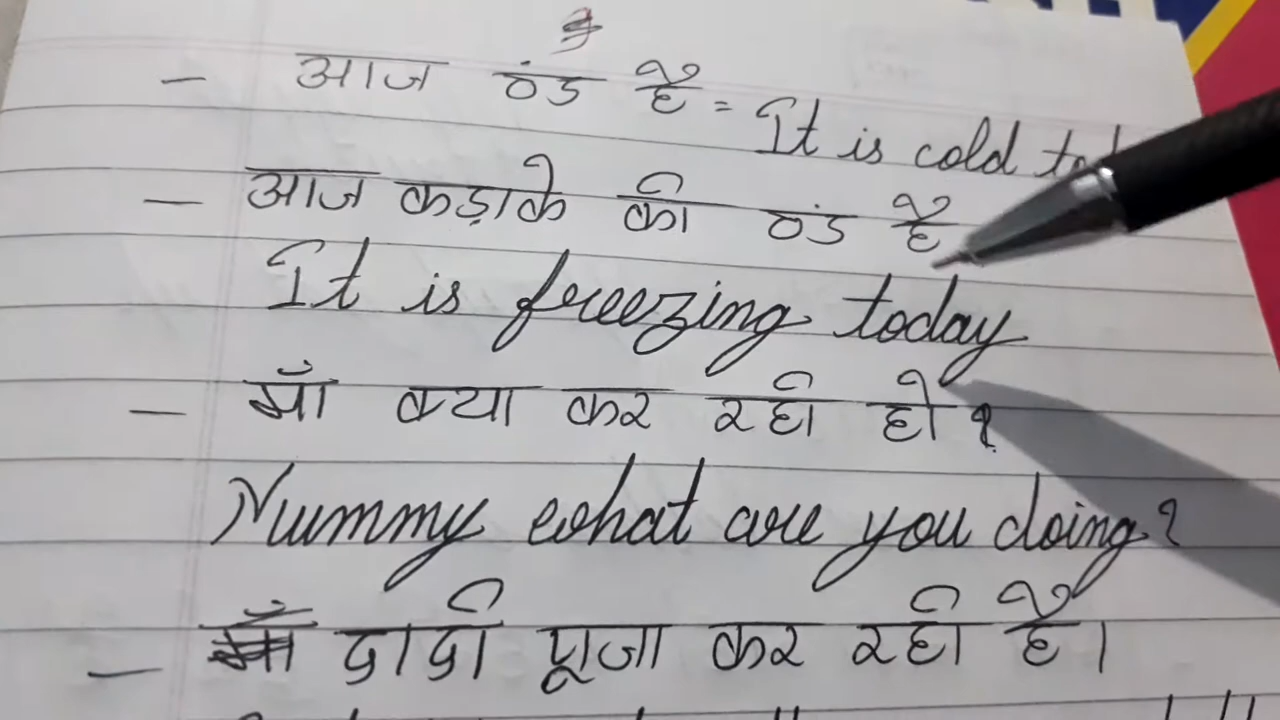 - आज ठंड है = It is cold
- आज कड़ाके की ठंड है
It is freezing today
- माँ क्या कर रही हो?
Mummy what are you doing?
- दादी पूजा कर रही है।